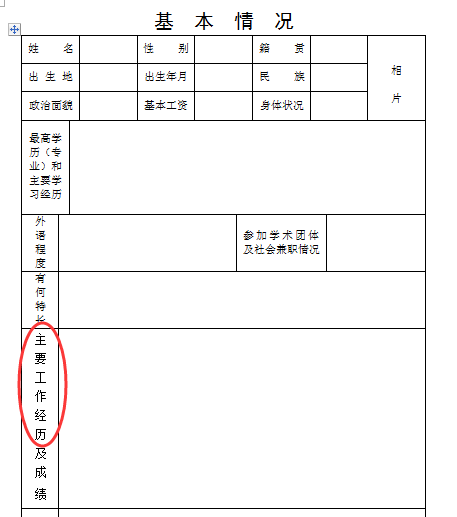 基 本 情 况
姓 名
性 别
籍 贯
相
片
出 生 地
出生年月
民 族
政治面貌
基本工资
身体状况
最高学
历（专
业）和
主要学
习经历
外
语
程
度
参加学术团体
及社会兼职情况
有
何
特
长
主
要
工
作
经
历
及
成
绩